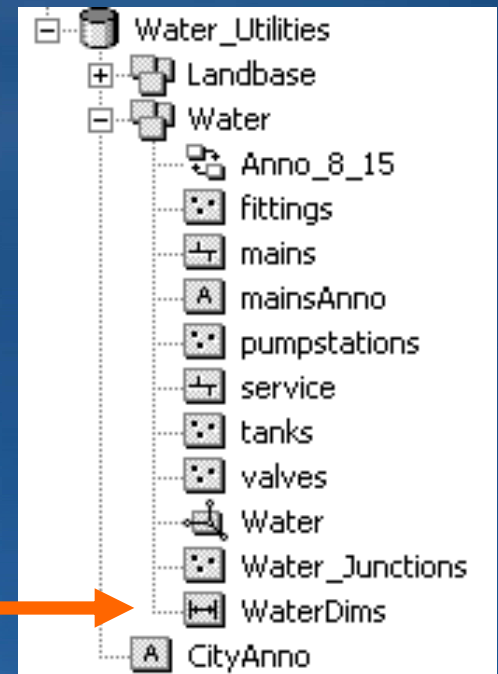 Water_Utilities
Landbase
Water
Anno_8_15
fittings
mains
A mainsAnno
pumpstations
service
tanks
valves
Water
Water_Junctions
WaterDims
A CityAnno